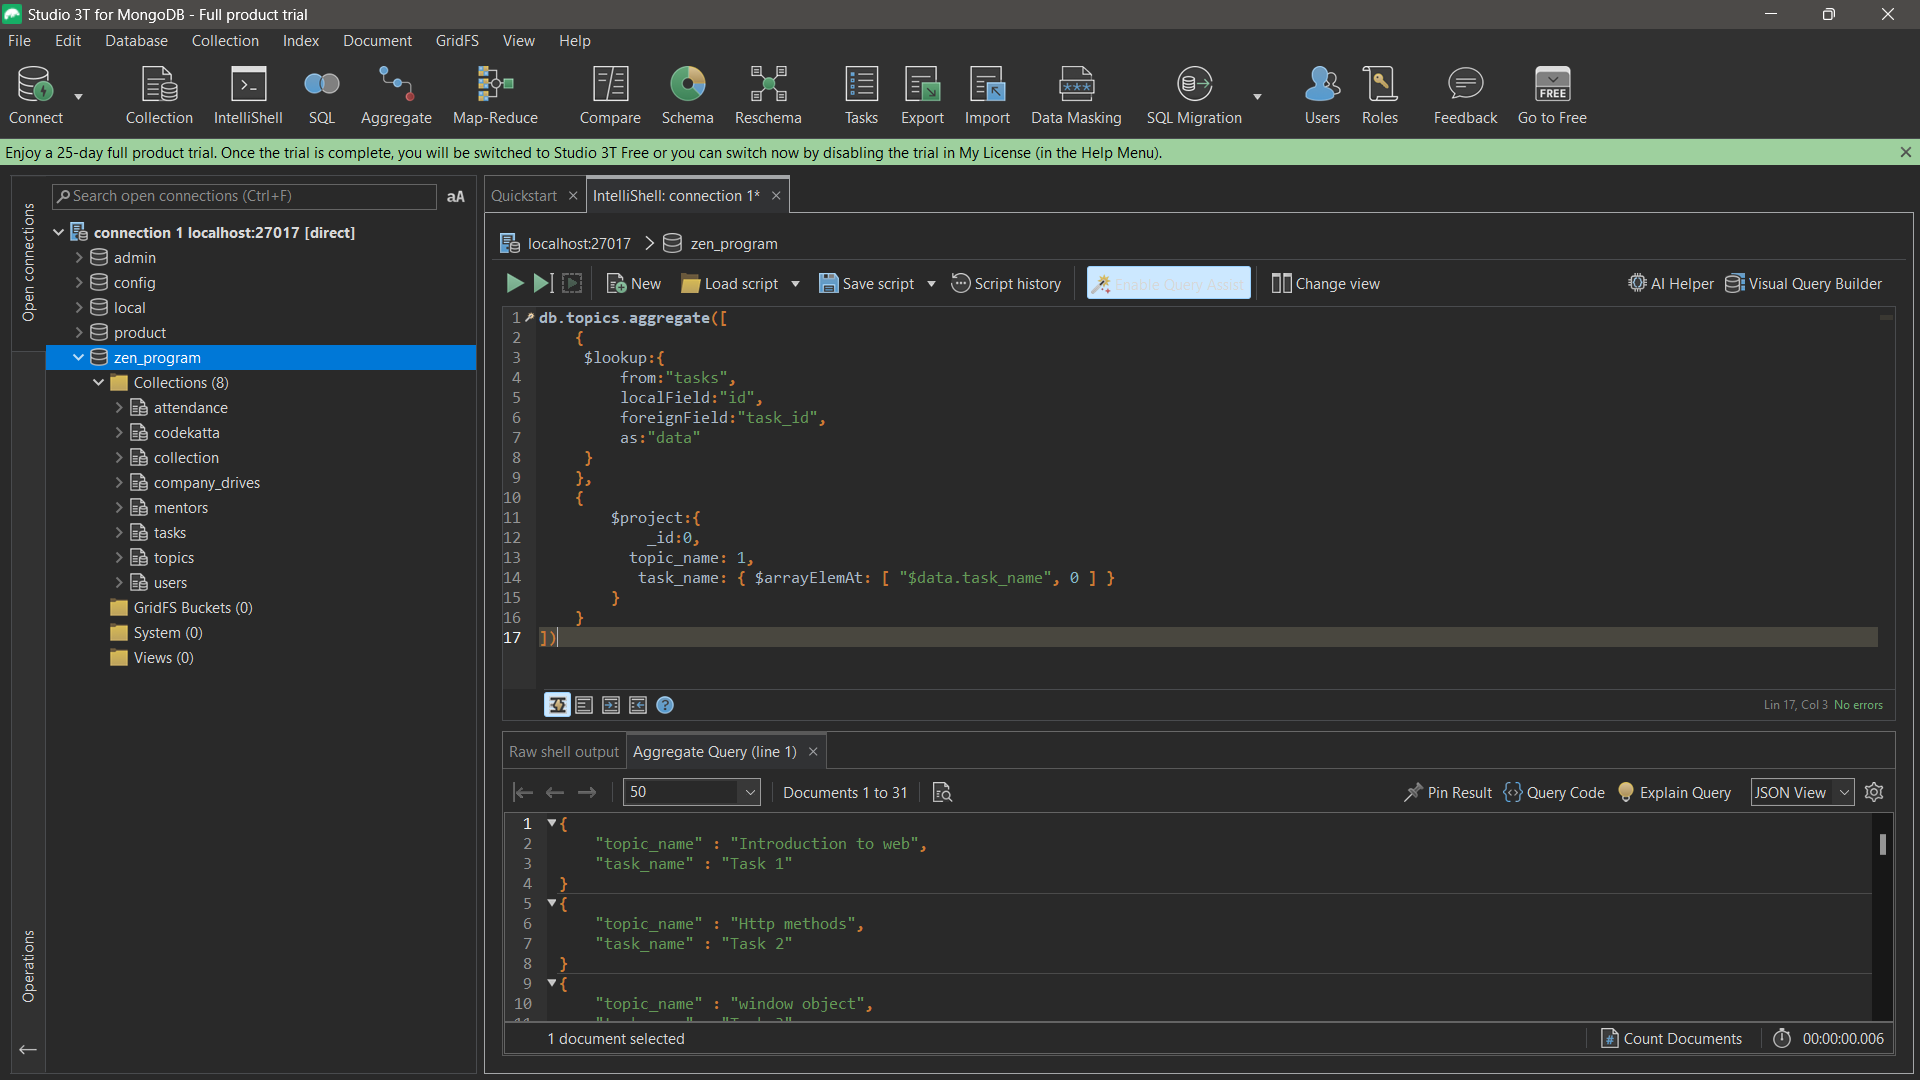 Studio 3T for MongoDB - Full product trial
File Edit Database Collection Index Document GridFS View Help
Connect Collection IntelliShell SQL Aggregate Map-Reduce Compare Schema Reschema Tasks Export Import Data Masking SQL Migration Users Roles Feedback FREE Go to Free
Enjoy a 25-day full product trial. Once the trial is complete, you will be switched to Studio 3T Free or you can switch now by disabling the trial in My License (in the Help Menu).
Open connections
Operations
Search open connections (Ctrl+F) aA
connection 1 localhost:27017 [direct]
admin
config
local
product
zen_program
Collections (8)
attendance
codekatta
collection
company_drives
mentors
tasks
topics
users
GridFS Buckets (0)
System (0)
Views (0)
Quickstart IntelliShell: connection 1*
localhost:27017 zen_program
New Load script Save script Script history Enable Query Assist Change view AI Helper Visual Query Builder
1 db.topics.aggregate([
2 {
3 $lookup:{
4 from:"tasks",
5 localField:"id",
6 foreignField:"task_id",
7 as:"data"
8 }
9 },
10 {
11 $project:{
12 _id:0,
13 topic_name: 1,
14 task_name: { $arrayElemAt: [ "$data.task_name", 0 ] }
15 }
16 }
17 ])
Lin 17, Col 3 No errors
Raw shell output Aggregate Query (line 1)
50 Documents 1 to 31 Pin Result Query Code Explain Query JSON View
1 {
2 "topic_name" : "Introduction to web",
3 "task_name" : "Task 1"
4 }
5 {
6 "topic_name" : "Http methods",
7 "task_name" : "Task 2"
8 }
9 {
10 "topic_name" : "window object",
1 document selected Count Documents 00:00:00.006